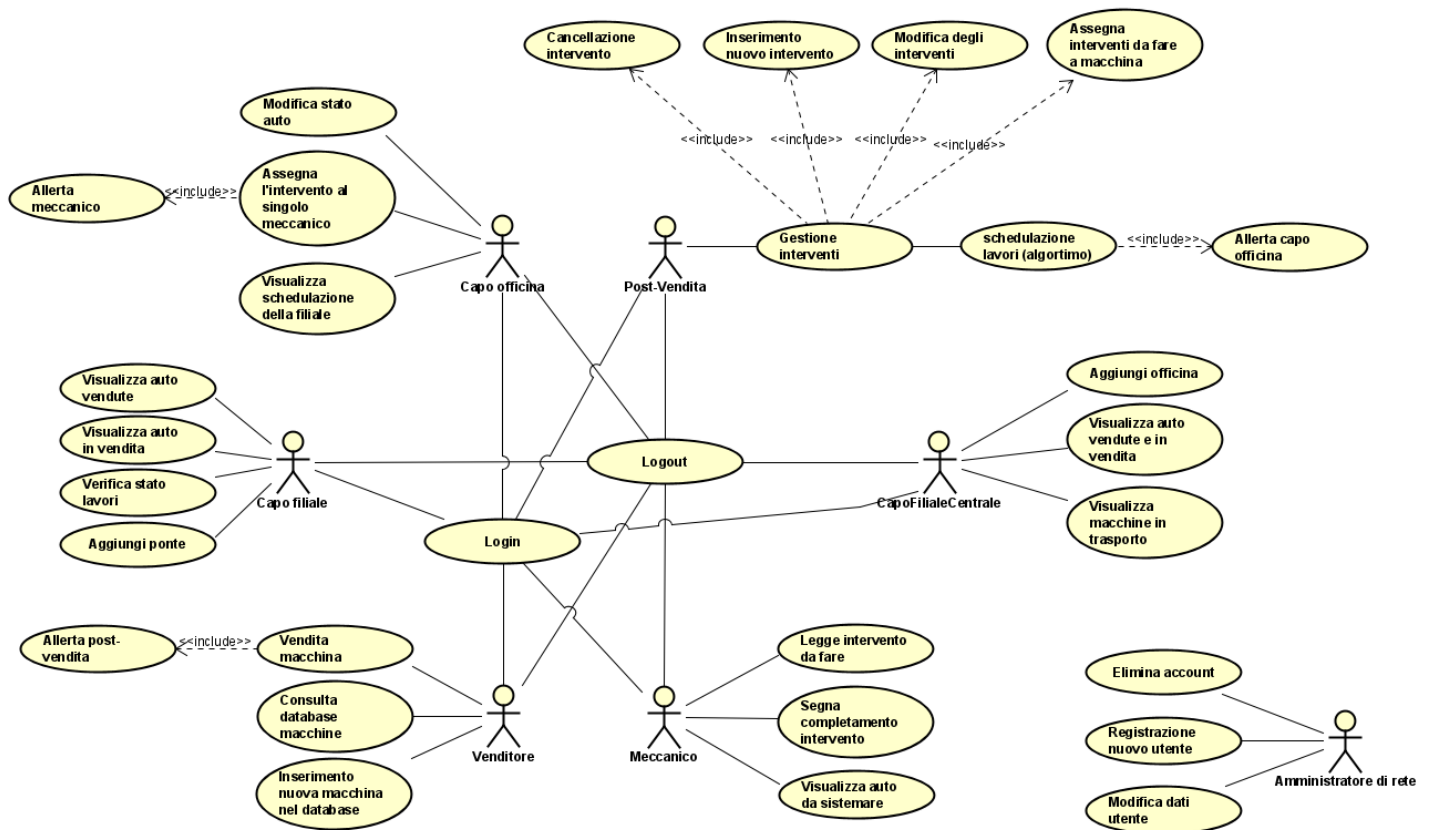 Cancellazione
intervento
Inserimento
nuovo intervento
Modifica degli
interventi
Assegna
interventi da fare
a macchina
<<include>>
<<include>>
<<include>>
<<include>>
Modifica stato
auto
Assegna
l'intervento al
singolo
meccanico
<<include>>
Allerta
meccanico
Visualizza
schedulazione
della filiale
Capo officina
Post-Vendita
Gestione
interventi
schedulazione
lavori (algortimo)
<<include>>
Allerta capo
officina
Visualizza auto
vendute
Visualizza auto
in vendita
Verifica stato
lavori
Aggiungi ponte
Capo filiale
Logout
Login
CapoFilialeCentrale
Aggiungi officina
Visualizza auto
vendute e in
vendita
Visualizza
macchine in
trasporto
Allerta post-
vendita
<<include>>
Vendita
macchina
Consulta
database
macchine
Inserimento
nuova macchina
nel database
Venditore
Meccanico
Legge intervento
da fare
Segna
completamento
intervento
Visualizza auto
da sistemare
Elimina account
Registrazione
nuovo utente
Modifica dati
utente
Amministratore di rete